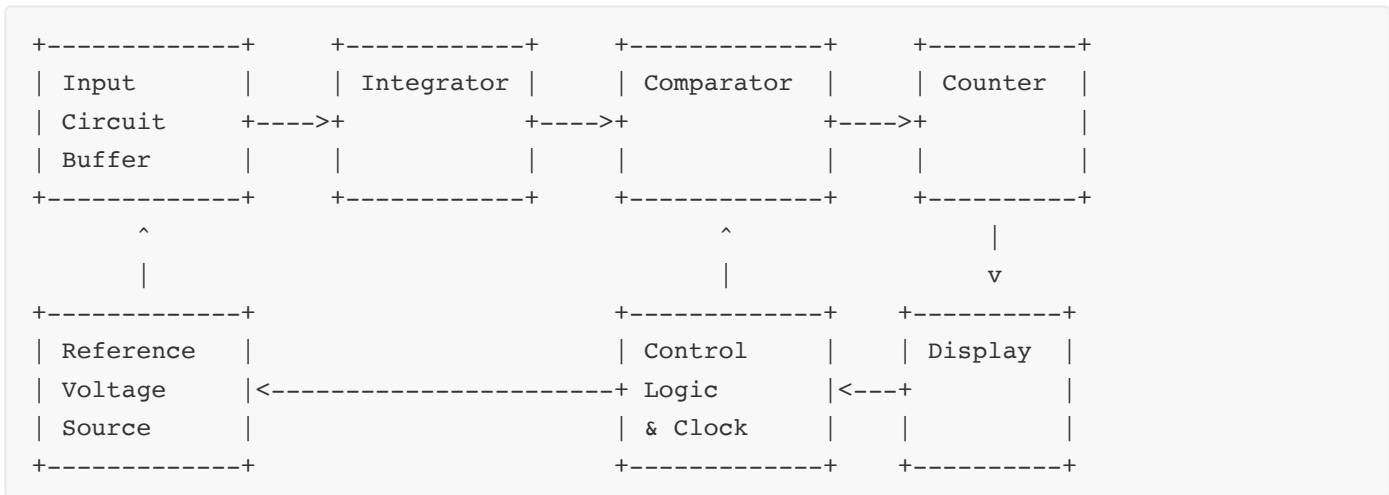 +-------------+     +------------+     +-------------+     +----------+
| Input       |     | Integrator |     | Comparator  |     | Counter  |
| Circuit     +---->+            +---->+             +---->+          |
| Buffer      |     |            |     |             |     |          |
+-------------+     +------------+     +-------------+     +----------+
       ^                                      ^                 |
       |                                      |                 v
+-------------+                        +-------------+    +----------+
| Reference   |                        | Control     |    | Display  |
| Voltage     |<-----------------------+ Logic       |<---+          |
| Source      |                        | & Clock     |    |          |
+-------------+                        +-------------+    +----------+